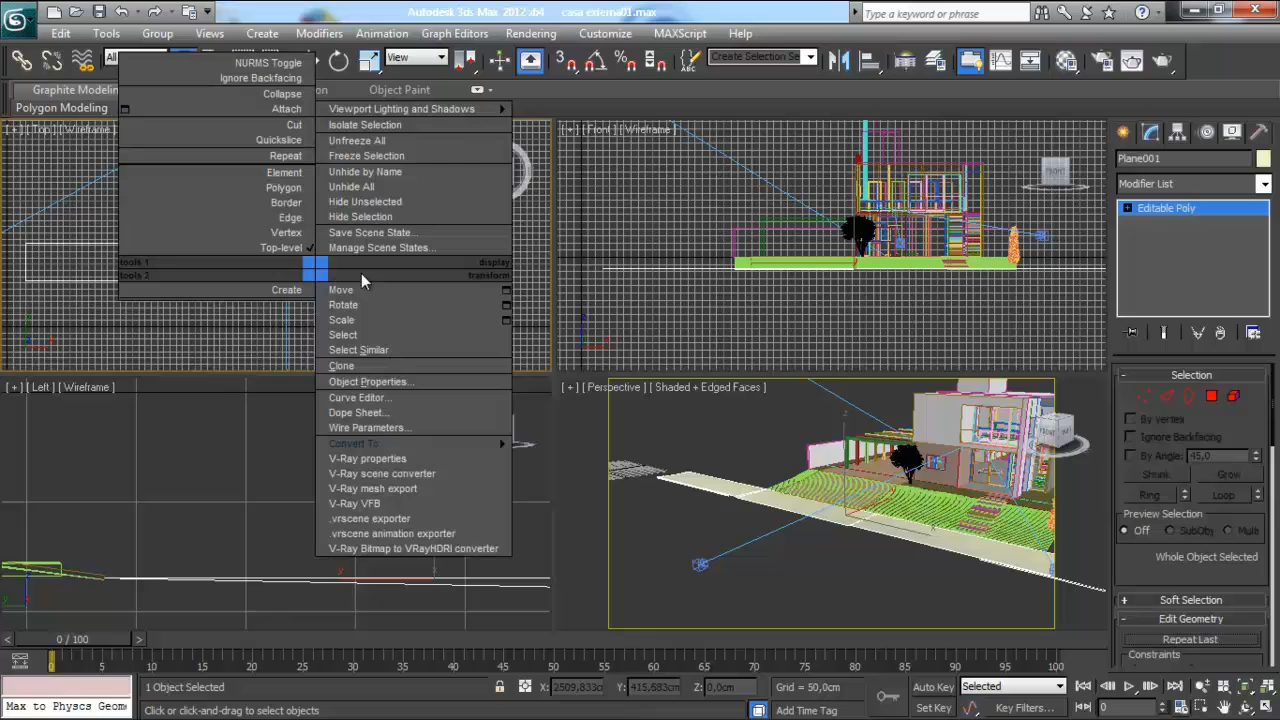 Autodesk 3ds Max 2012 x64 casa externa01.max
Type a keyword or phrase
Edit Tools Group Views Create Modifiers Animation Graph Editors Rendering Customize MAXScript Help
All
View
Create Selection Se
Graphite Modelin
on
Object Paint
Polygon Modeling
NURMS Toggle
Ignore Backfacing
Collapse
Attach
Cut
Quickslice
Repeat
Element
Polygon
Border
Edge
Vertex
Top-level
tools 1
tools 2
Create
Viewport Lighting and Shadows
Isolate Selection
Unfreeze All
Freeze Selection
Unhide by Name
Unhide All
Hide Unselected
Hide Selection
Save Scene State...
Manage Scene States...
display
transform
Move
Rotate
Scale
Select
Select Similar
Clone
Object Properties...
Curve Editor...
Dope Sheet...
Wire Parameters...
Convert To
V-Ray properties
V-Ray scene converter
V-Ray mesh export
V-Ray VFB
.vrscene exporter
.vrscene animation exporter
V-Ray Bitmap to VRayHDRI converter
[ + ] [ Top ] [ Wireframe ]
[ + ] [ Front ] [ Wireframe ]
FRONT
[ + ] [ Left ] [ Wireframe ]
[ + ] [ Perspective ] [ Shaded + Edged Faces ]
Plane001
Modifier List
Editable Poly
Selection
By vertex
Ignore Backfacing
By Angle: 45,0
Shrink Grow
Ring Loop
Preview Selection
Off SubObj Multi
Whole Object Selected
Soft Selection
Edit Geometry
Repeat Last
Constraints
0 / 100
0 5 10 15 20 25 30 35 40 45 50 55 60 65 70 75 80 85 90 95 100
1 Object Selected
X: 2509,833c
Y: 415,583cm
Z: 0,0cm
Grid = 50,0cm
Auto Key
Selected
Max to Physcs Geome
Click or click-and-drag to select objects
Add Time Tag
Set Key
Key Filters...
0